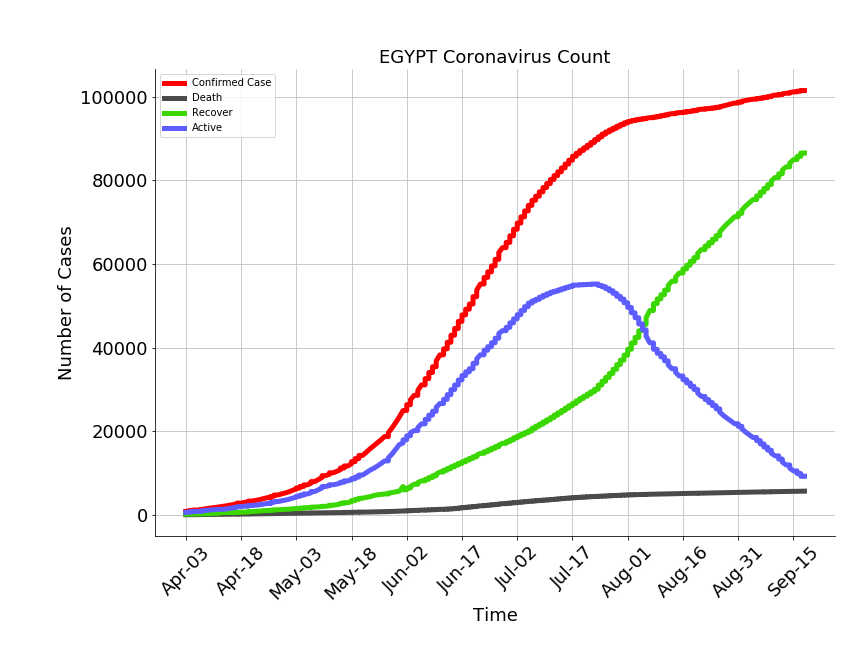 EGYPT Coronavirus Count
Confirmed Case
Death
Recover
Active
Number of Cases
100000
80000
60000
40000
20000
0
Apr-03
Apr-18
May-03
May-18
Jun-02
Jun-17
Jul-02
Jul-17
Aug-01
Aug-16
Aug-31
Sep-15
Time